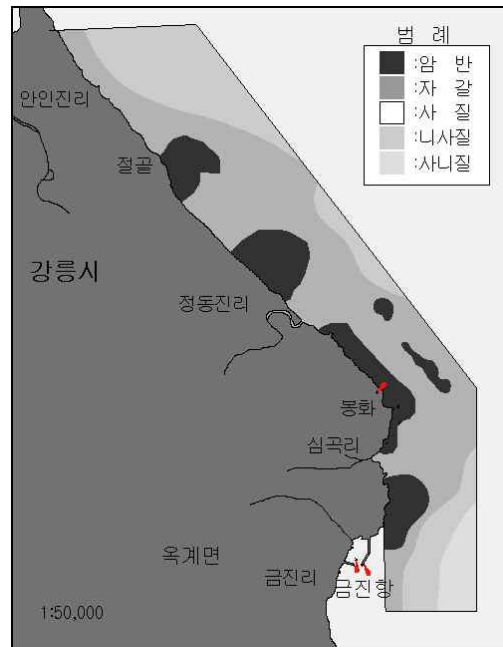 범 례
:암 반
:자 갈
:사 질
:니사질
:사니질
안인진리
절골
강릉시
정동진리
봉화
심곡리
옥계면
금진리
금진항
1:50,000